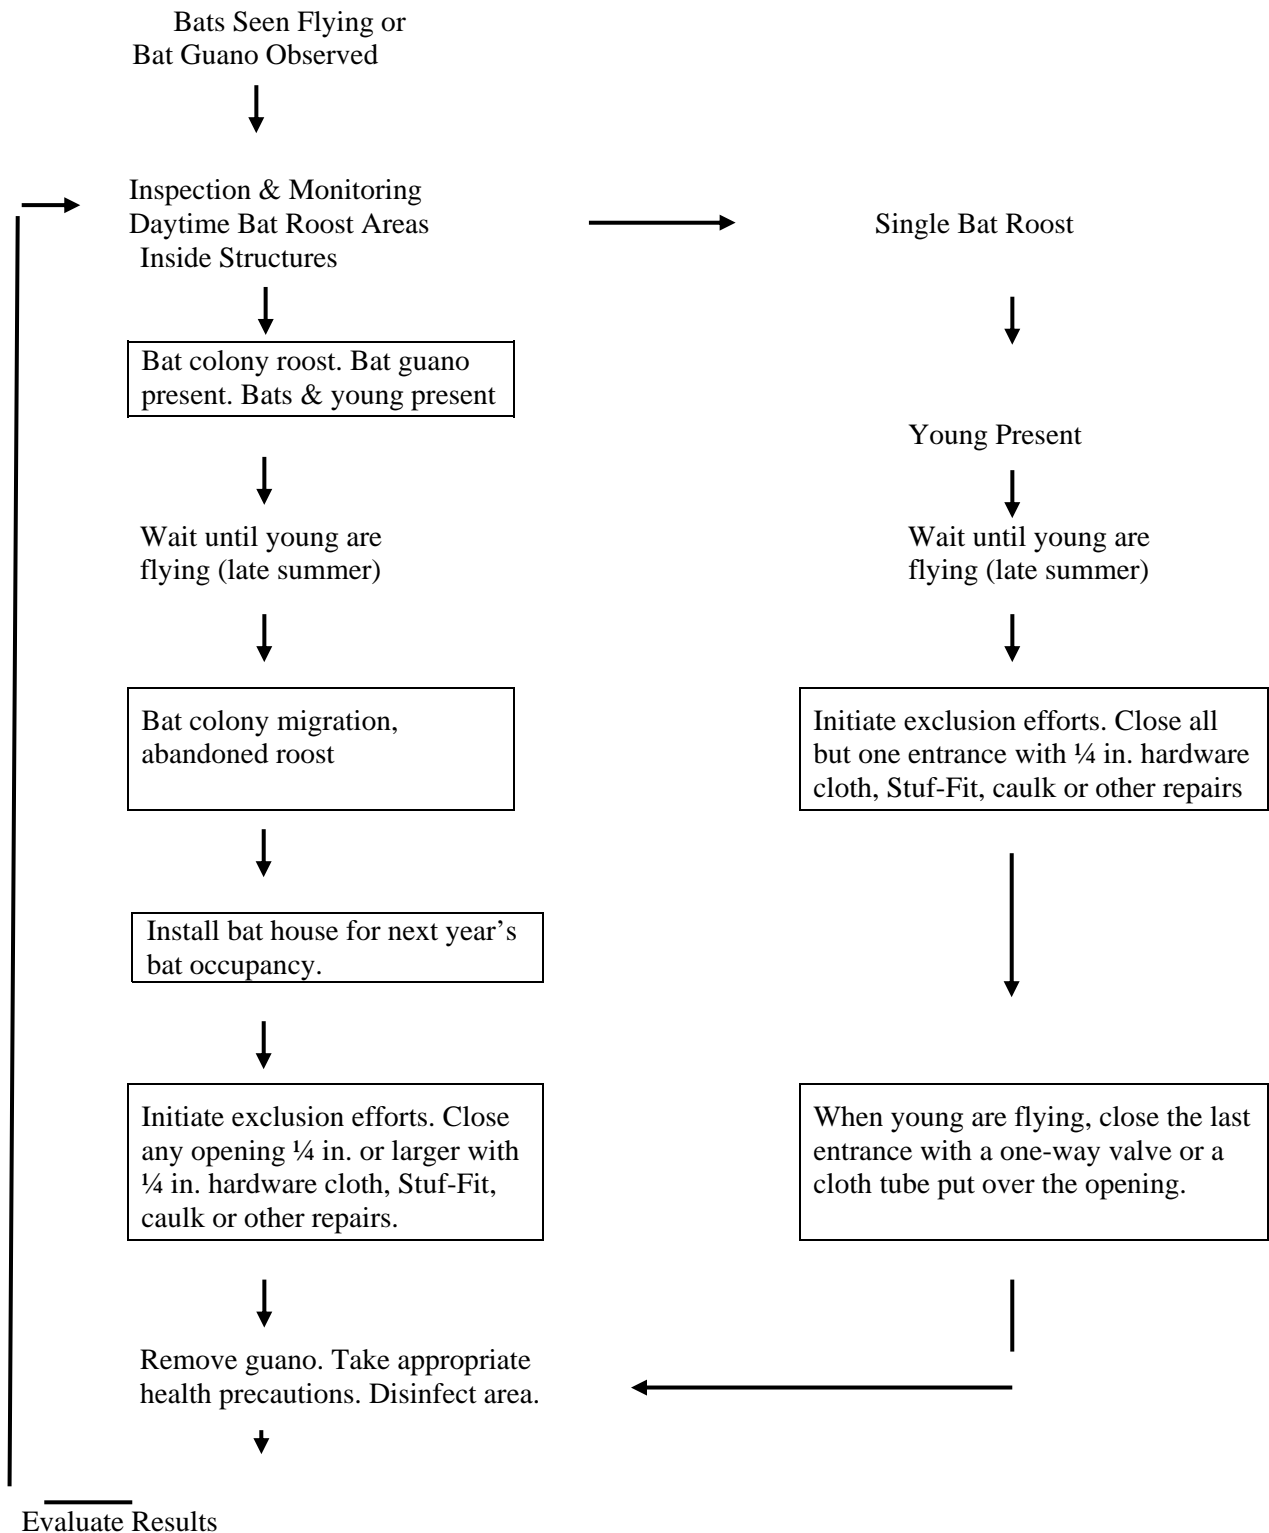 Bats Seen Flying or
Bat Guano Observed
Inspection & Monitoring
Daytime Bat Roost Areas
Inside Structures
Single Bat Roost
Bat colony roost. Bat guano
present. Bats & young present
Young Present
Wait until young are
flying (late summer)
Wait until young are
flying (late summer)
Bat colony migration,
abandoned roost
Initiate exclusion efforts. Close all
but one entrance with ¼ in. hardware
cloth, Stuf-Fit, caulk or other repairs
Install bat house for next year’s
bat occupancy.
Initiate exclusion efforts. Close
any opening ¼ in. or larger with
¼ in. hardware cloth, Stuf-Fit,
caulk or other repairs.
When young are flying, close the last
entrance with a one-way valve or a
cloth tube put over the opening.
Remove guano. Take appropriate
health precautions. Disinfect area.
Evaluate Results